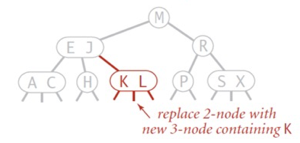 M
E J
R
A C
H
K L
P
S X
replace 2-node with
new 3-node containing K